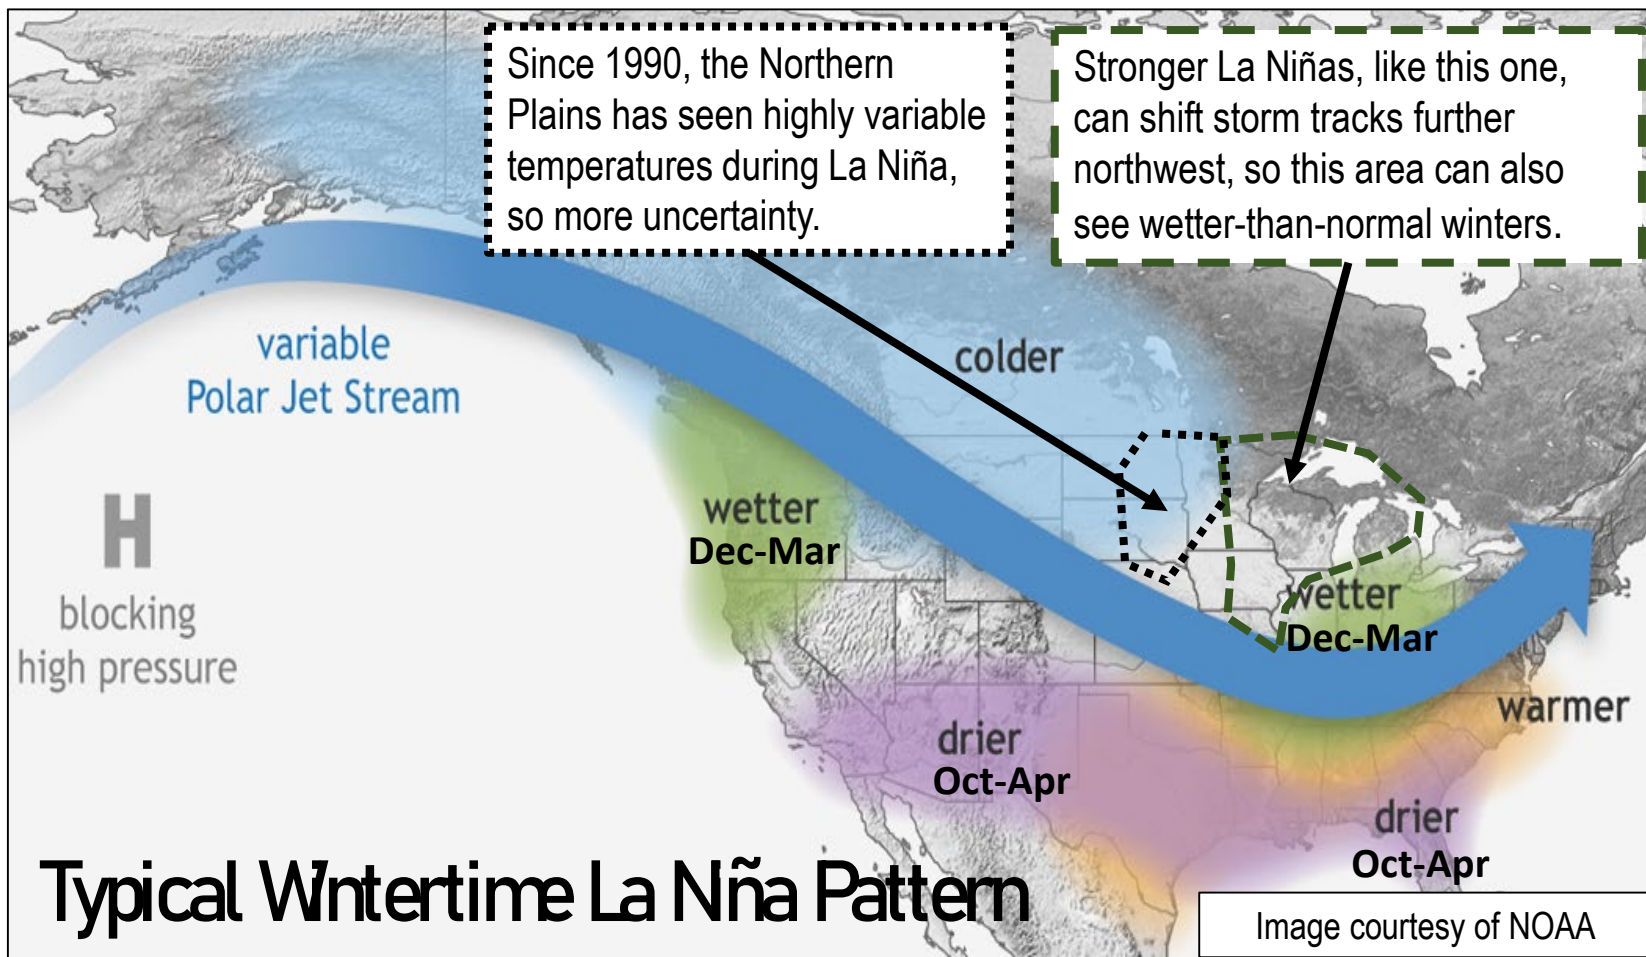 Since 1990, the Northern
Plains has seen highly variable
temperatures during La Niña,
so more uncertainty.
Stronger La Niñas, like this one,
can shift storm tracks further
northwest, so this area can also
see wetter-than-normal winters.
variable
Polar Jet Stream
colder
H
blocking
high pressure
wetter
Dec-Mar
wetter
Dec-Mar
warmer
drier
Oct-Apr
drier
Oct-Apr
Typical Wintertime La Niña Pattern
Image courtesy of NOAA